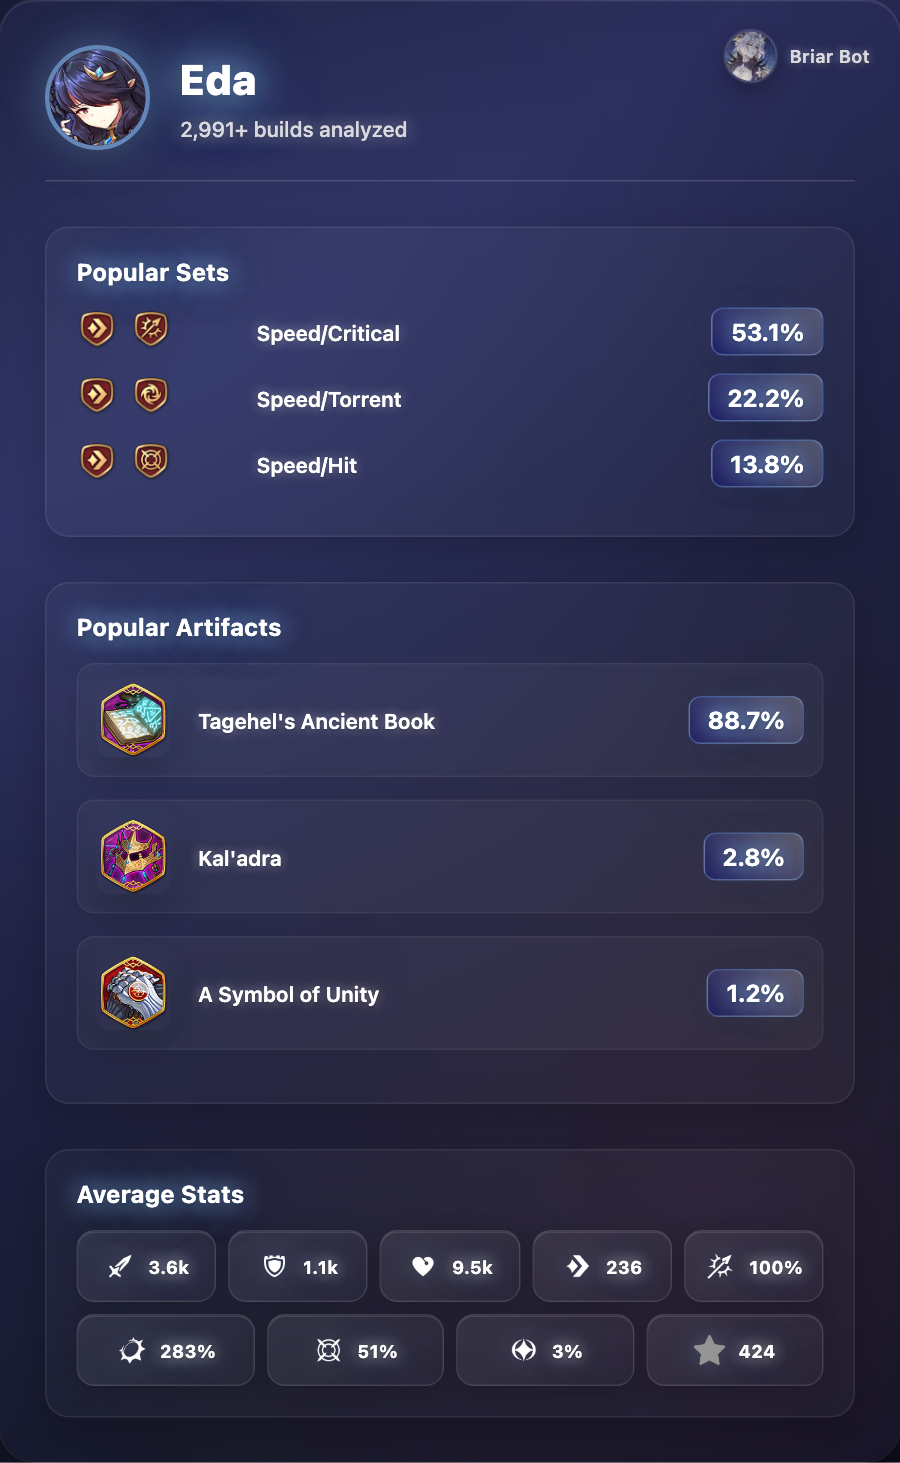 Eda
2,991+ builds analyzed
Briar Bot
Popular Sets
Speed/Critical 53.1%
Speed/Torrent 22.2%
Speed/Hit 13.8%
Popular Artifacts
Tagehel's Ancient Book 88.7%
Kal'adra 2.8%
A Symbol of Unity 1.2%
Average Stats
3.6k 1.1k 9.5k 236 100%
283% 51% 3% 424